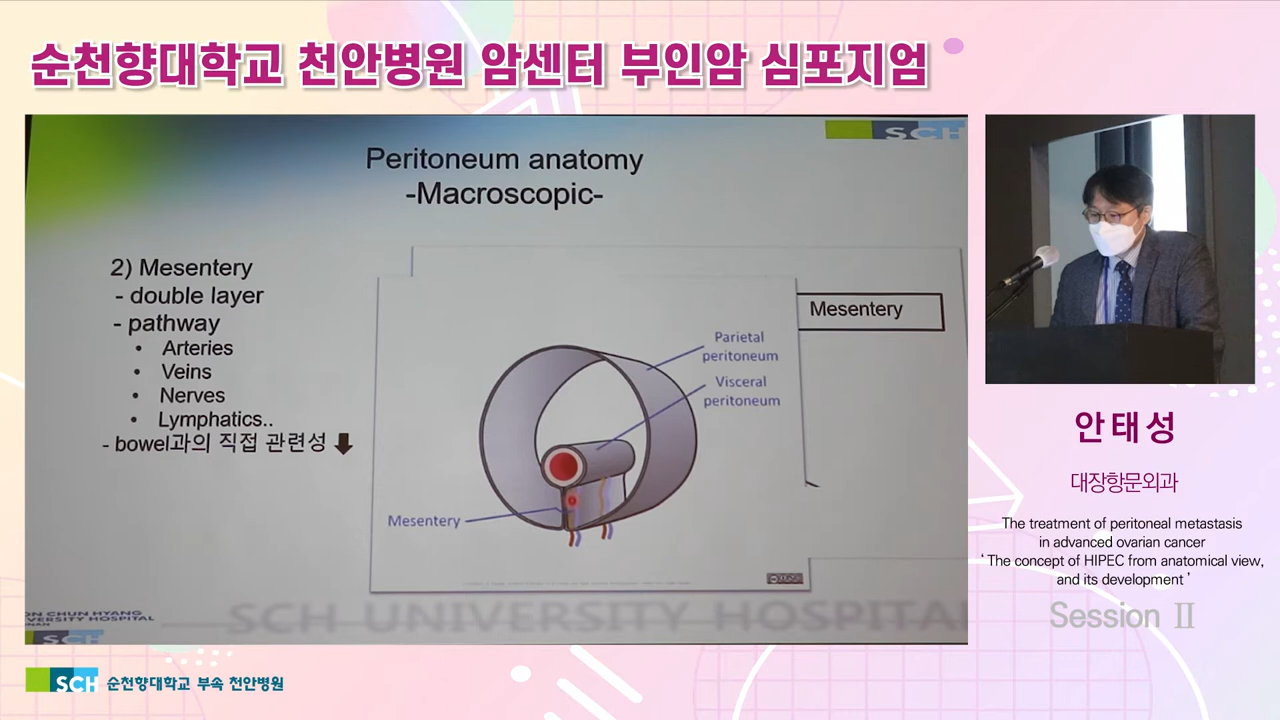 순천향대학교 천안병원 암센터 부인암 심포지엄
SCH
Peritoneum anatomy
-Macroscopic-
2) Mesentery
- double layer
- pathway
• Arteries
• Veins
• Nerves
• Lymphatics..
- bowel과의 직접 관련성
Mesentery
Parietal
peritoneum
Visceral
peritoneum
Mesentery
SCH UNIVERSITY HOSPITAL
ON CHUN HYANG
VERSITY HOSPITAL
SCH
안태성
대장항문외과
The treatment of peritoneal metastasis
in advanced ovarian cancer
‘ The concept of HIPEC from anatomical view,
and its development ’
Session Ⅱ
SCH 순천향대학교 부속 천안병원